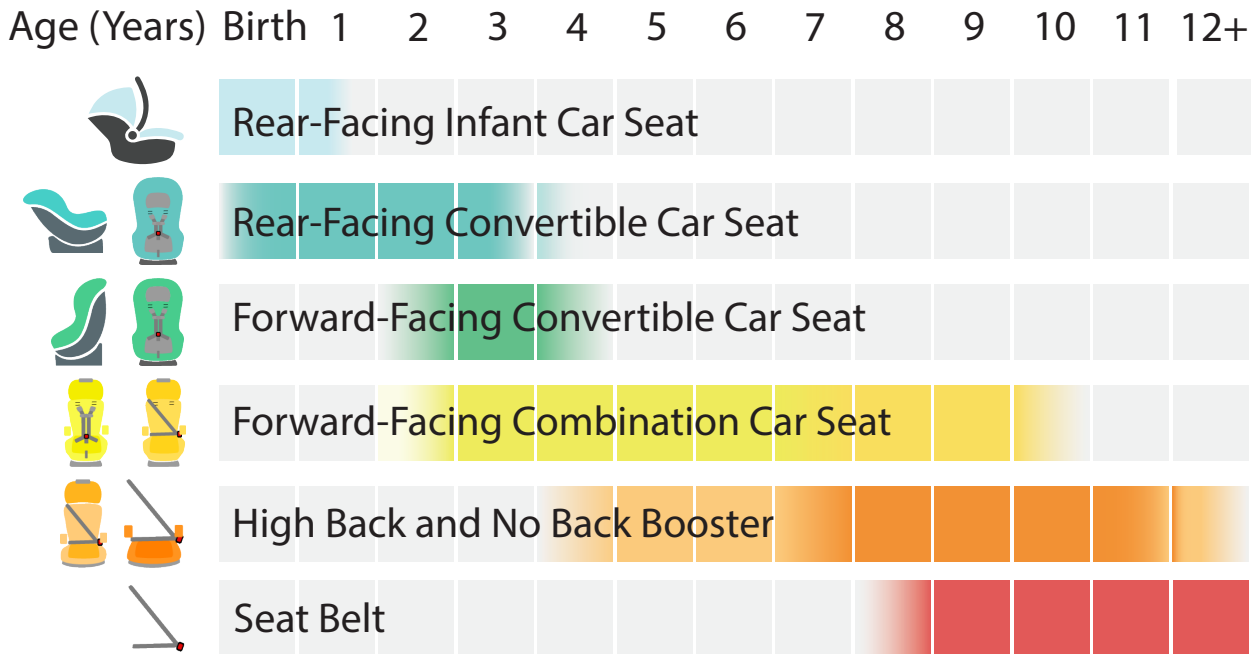 Age (Years) Birth 1 2 3 4 5 6 7 8 9 10 11 12+
Rear-Facing Infant Car Seat
Rear-Facing Convertible Car Seat
Forward-Facing Convertible Car Seat
Forward-Facing Combination Car Seat
High Back and No Back Booster
Seat Belt